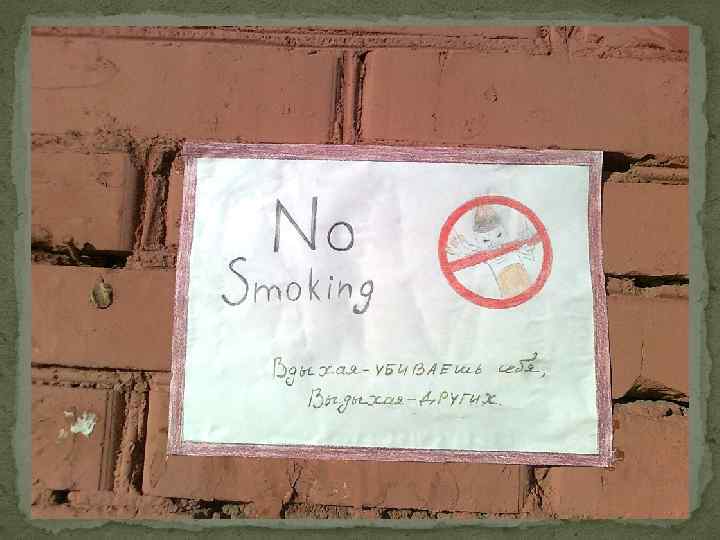 No
Smoking
Вдыхая-УБИВАЕшь себя,
Выдыхая-ДРУГИХ.